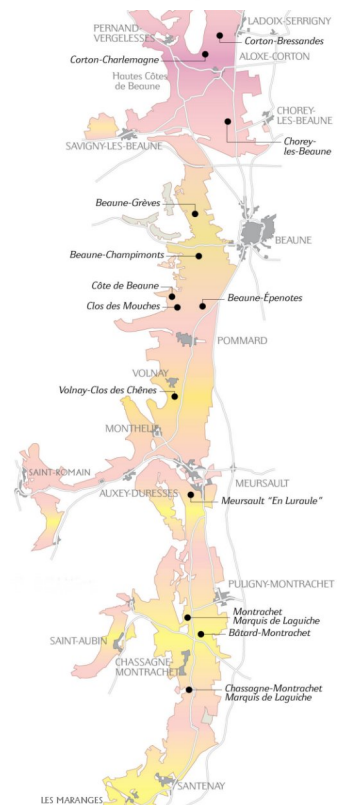 PERNAND-
VERGELESSES
LADOIX-SERRIGNY
Corton-Bressandes
Corton-Charlemagne
ALOXE-CORTON
Hautes Côtes
de Beaune
CHOREY-
LES-BEAUNE
SAVIGNY-LES-BEAUNE
Chorey-
les-Beaune
Beaune-Grèves
BEAUNE
Beaune-Champimonts
Côte de Beaune
Clos des Mouches
Beaune-Épenotes
POMMARD
VOLNAY
Volnay-Clos des Chênes
MONTHELIE
SAINT-ROMAIN
AUXEY-DURESSES
MEURSAULT
Meursault "En Luraule"
PULIGNY-MONTRACHET
Montrachet
Marquis de Laguiche
Bâtard-Montrachet
SAINT-AUBIN
CHASSAGNE-
MONTRACHET
Chassagne-Montrachet
Marquis de Laguiche
SANTENAY
LES MARANGES